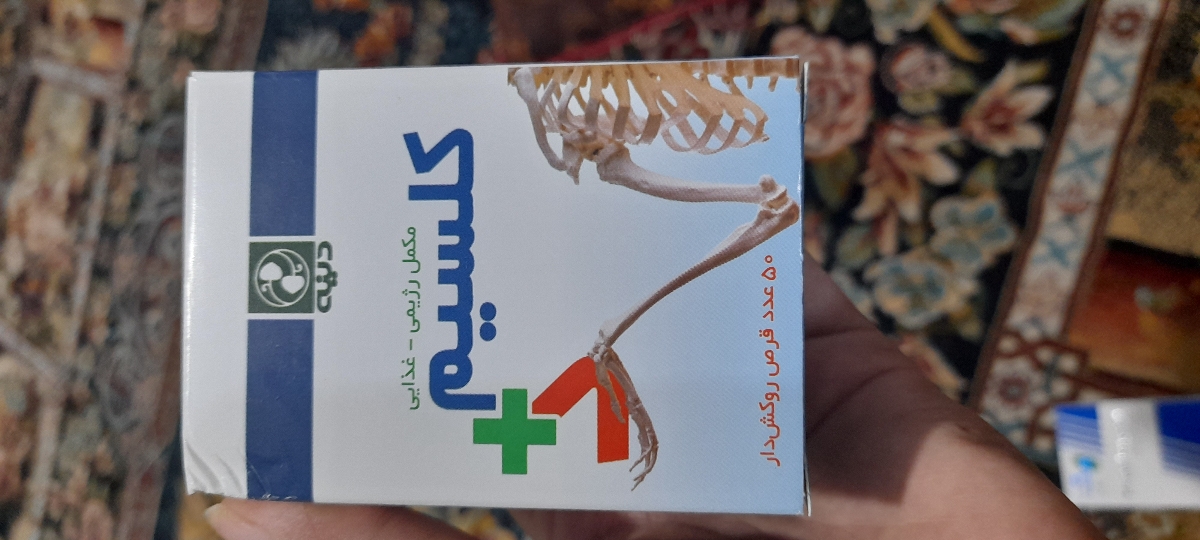 دینه
کلسیم
د+
مکمل رژیمی - غذایی
۵۰ عدد قرص روکش‌دار